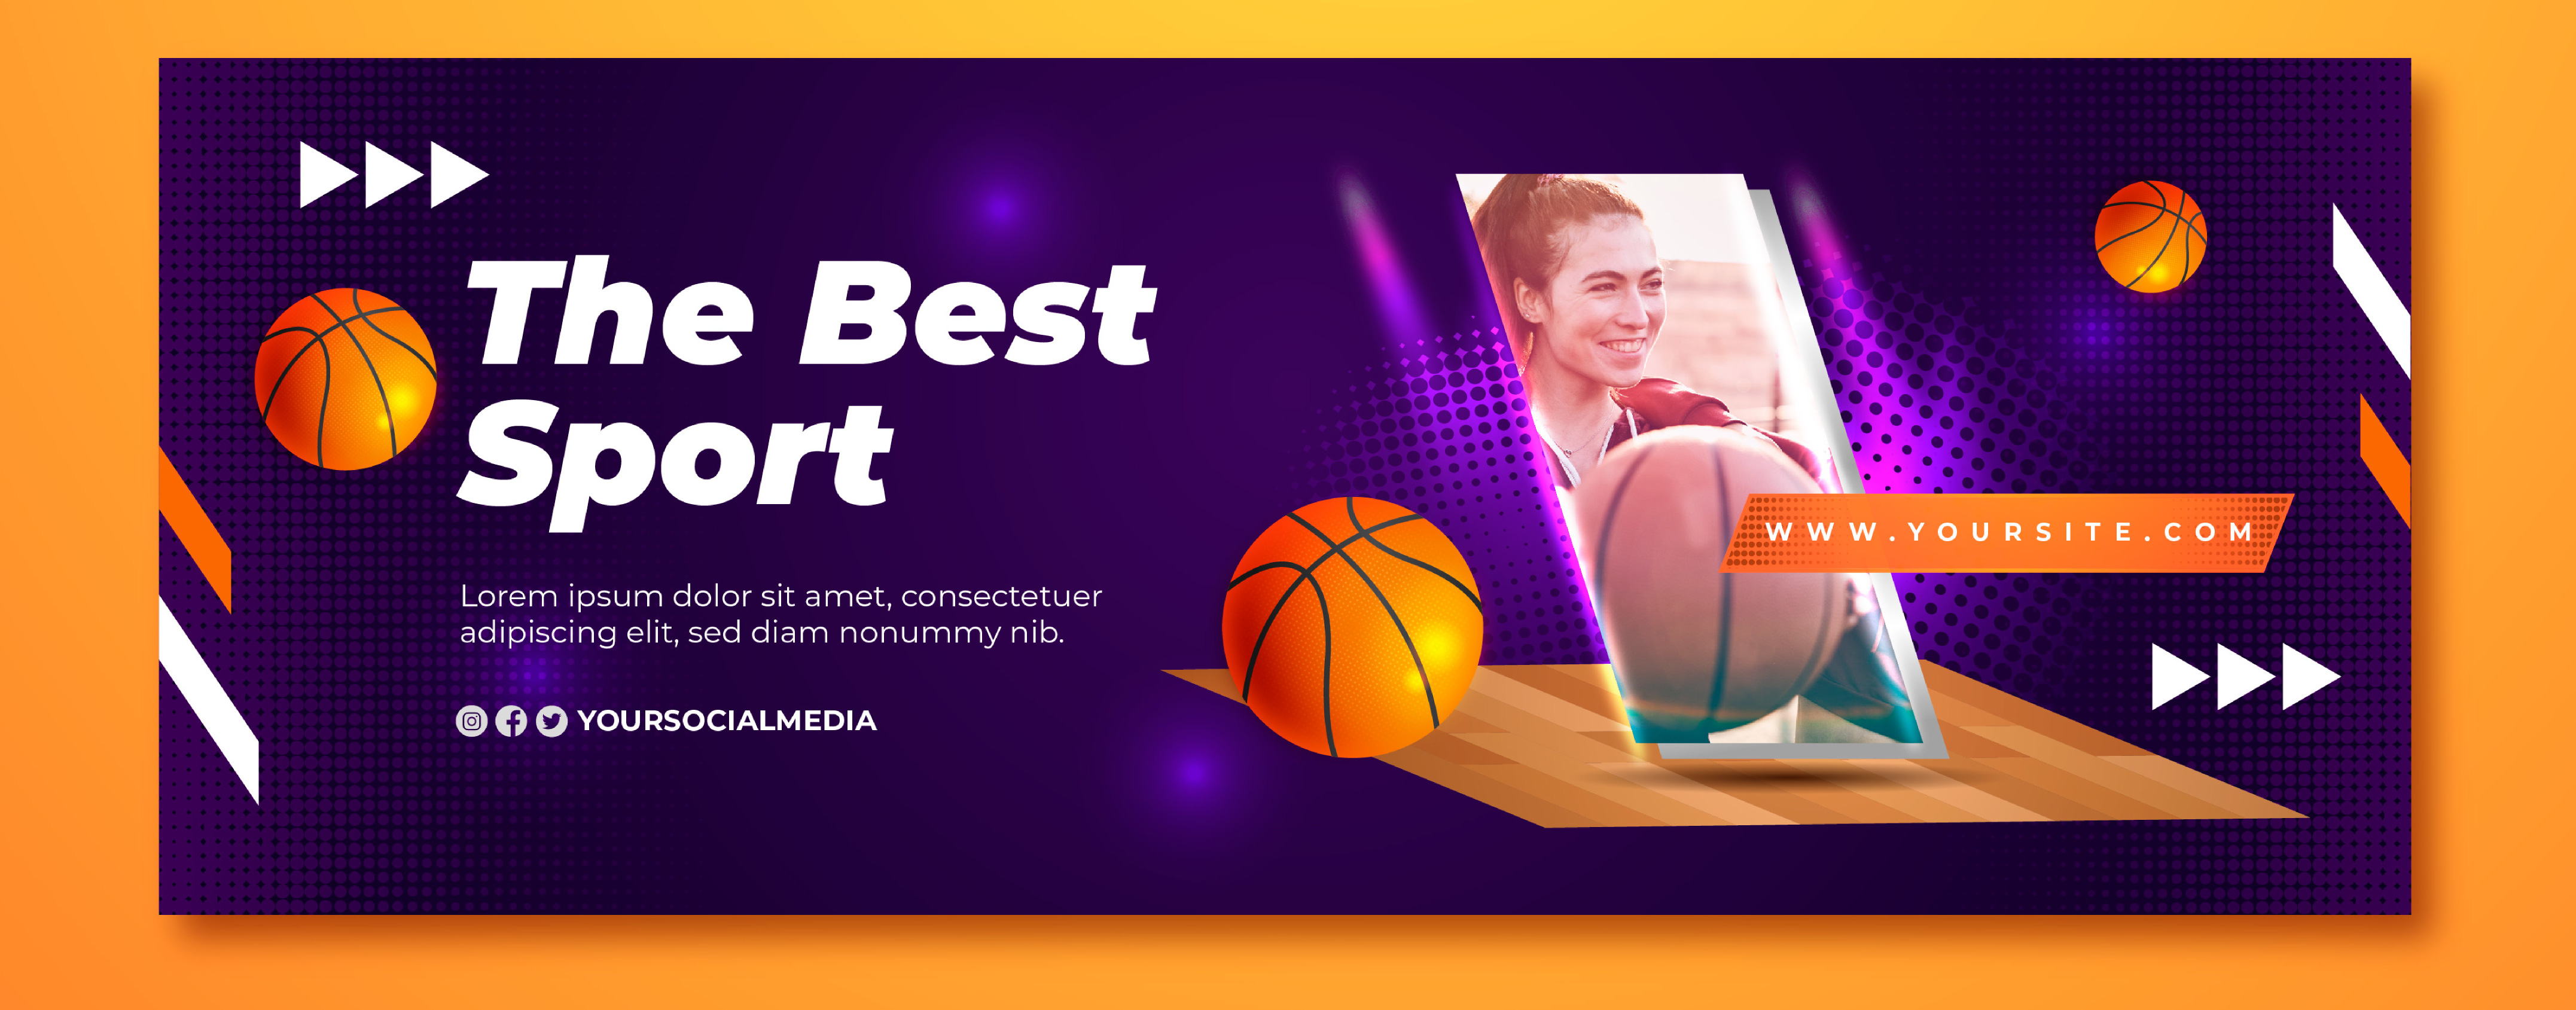 The Best
Sport
Lorem ipsum dolor sit amet, consectetuer
adipiscing elit, sed diam nonummy nib.
YOURSOCIALMEDIA
WWW.YOURSITE.COM